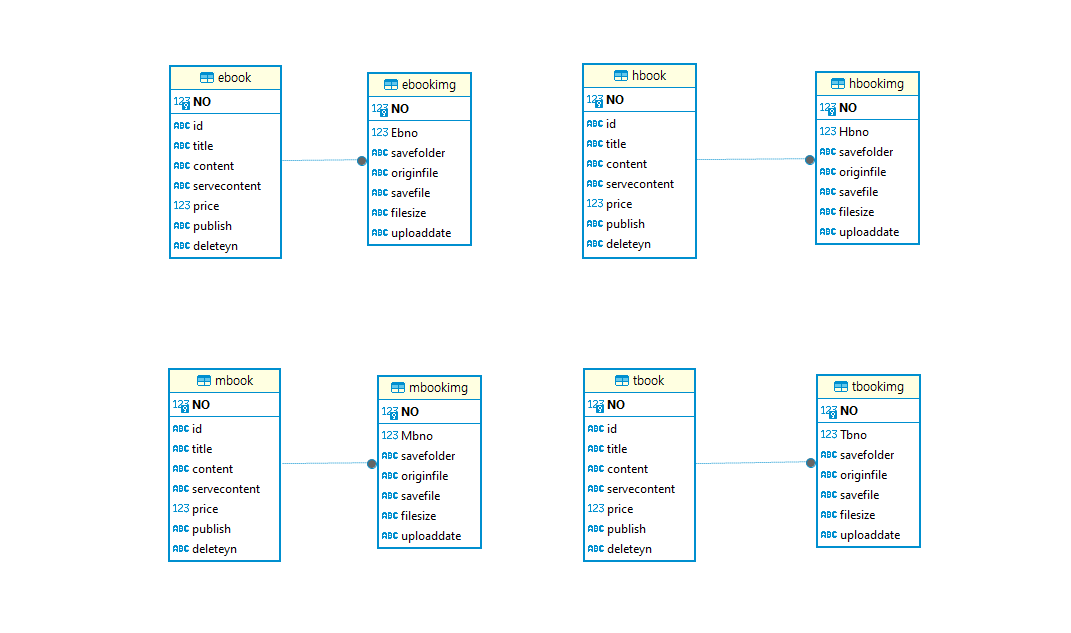 ebook
123 NO
ABC id
ABC title
ABC content
ABC servecontent
123 price
ABC publish
ABC deleteyn
ebookimg
123 NO
123 Ebno
ABC savefolder
ABC originfile
ABC savefile
ABC filesize
ABC uploaddate
hbook
123 NO
ABC id
ABC title
ABC content
ABC servecontent
123 price
ABC publish
ABC deleteyn
hbookimg
123 NO
123 Hbno
ABC savefolder
ABC originfile
ABC savefile
ABC filesize
ABC uploaddate
mbook
123 NO
ABC id
ABC title
ABC content
ABC servecontent
123 price
ABC publish
ABC deleteyn
mbookimg
123 NO
123 Mbno
ABC savefolder
ABC originfile
ABC savefile
ABC filesize
ABC uploaddate
tbook
123 NO
ABC id
ABC title
ABC content
ABC servecontent
123 price
ABC publish
ABC deleteyn
tbookimg
123 NO
123 Tbno
ABC savefolder
ABC originfile
ABC savefile
ABC filesize
ABC uploaddate